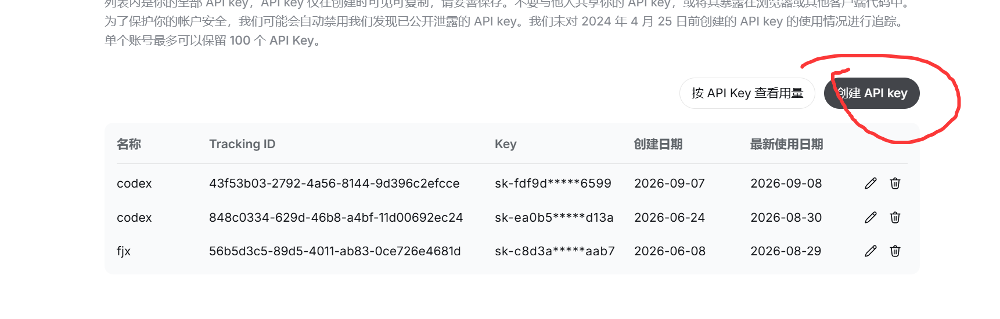 列表内是你的全部 API key，API key 仅在创建时可见可复制，请妥善保存。不要与他人共享你的 API key，或将其暴露在浏览器或其他客户端代码中。
为了保护你的帐户安全，我们可能会自动禁用我们发现已公开泄露的 API key。我们未对 2024 年 4 月 25 日前创建的 API key 的使用情况进行追踪。
单个账号最多可以保留 100 个 API Key。
按 API Key 查看用量 创建 API key
名称 Tracking ID Key 创建日期 最新使用日期
codex 43f53b03-2792-4a56-8144-9d396c2efcce sk-fdf9d*****6599 2026-09-07 2026-09-08
codex 848c0334-629d-46b8-a4bf-11d00692ec24 sk-ea0b5*****d13a 2026-06-24 2026-08-30
fjx 56b5d3c5-89d5-4011-ab83-0ce726e4681d sk-c8d3a*****aab7 2026-06-08 2026-08-29